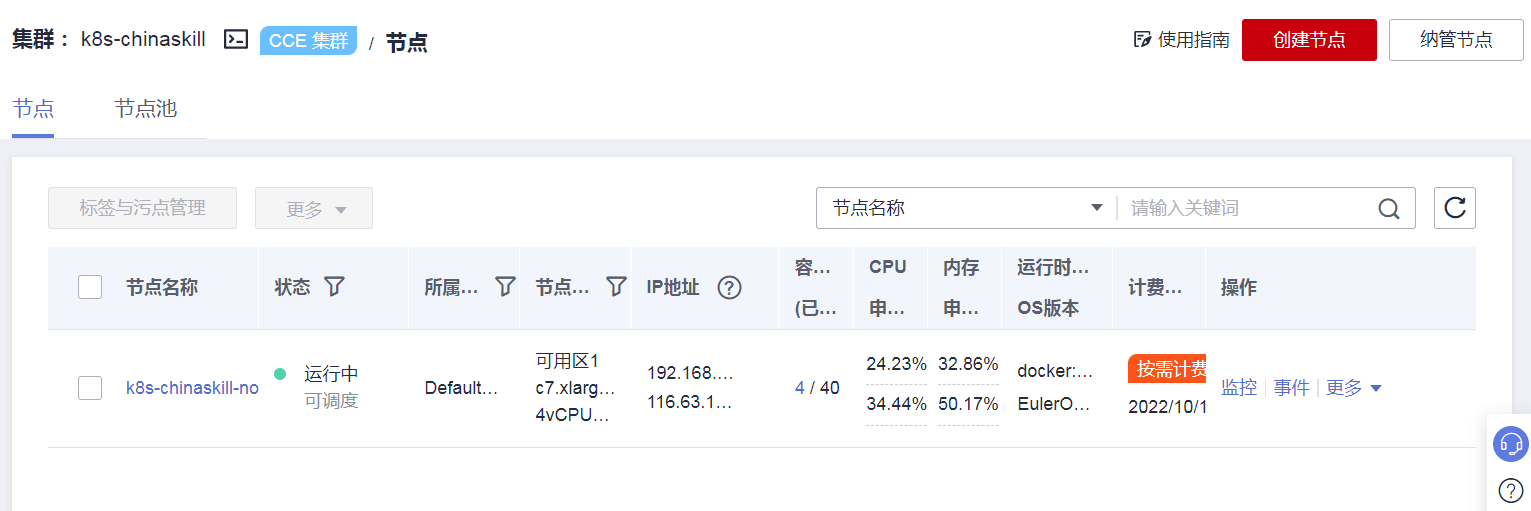 集群： k8s-chinaskill CCE 集群 / 节点
使用指南 创建节点 纳管节点
节点 节点池
标签与污点管理 更多 节点名称 请输入关键词
节点名称 状态 所属… 节点… IP地址 ? 容… (已… CPU 申… 内存 申… 运行时… OS版本 计费… 操作
k8s-chinaskill-no
运行中
可调度
Default…
可用区1
c7.xlarg…
4vCPU…
192.168.…
116.63.1…
4 / 40
24.23%
34.44%
32.86%
50.17%
docker:…
EulerO…
按需计费
2022/10/1
监控 事件 更多
?